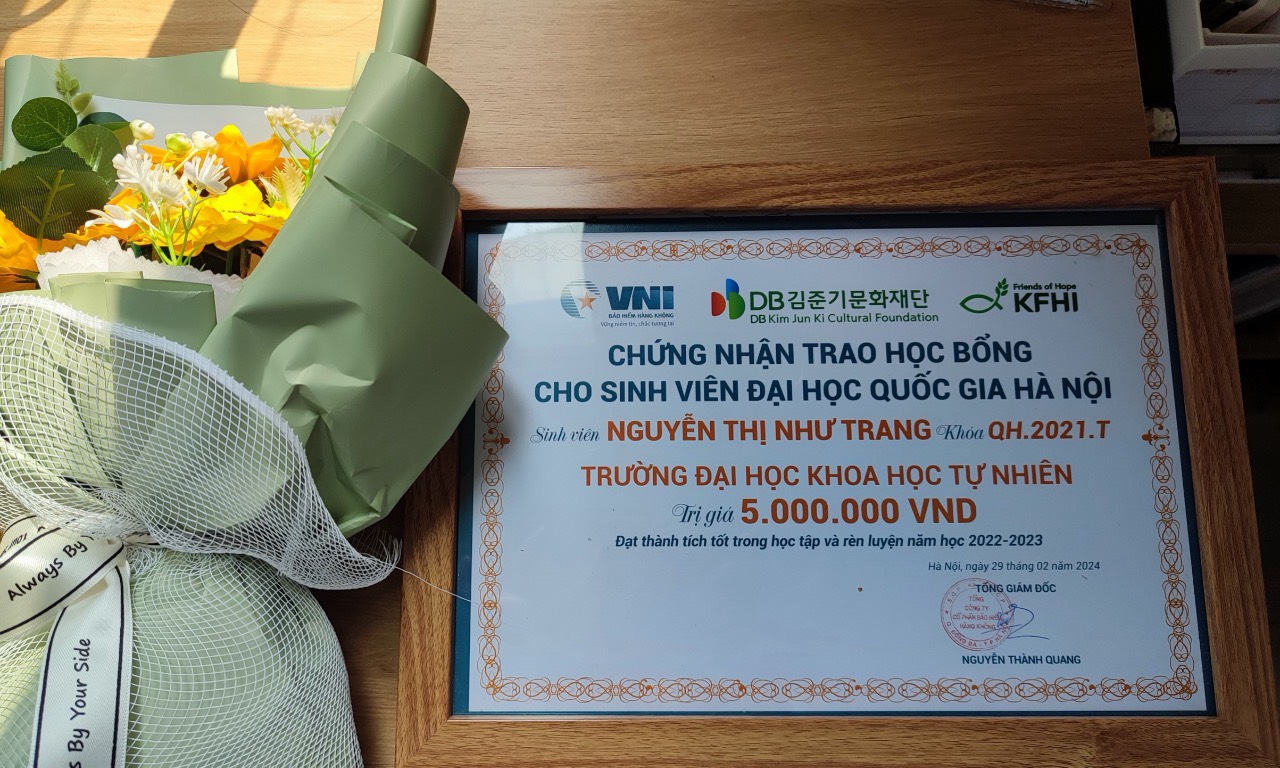 VNI
BẢO HIỂM HÀNG KHÔNG
Vững niềm tin, chắc tương lai
DB김준기문화재단
DB Kim Jun Ki Cultural Foundation
Friends of Hope
KFHI
CHỨNG NHẬN TRAO HỌC BỔNG
CHO SINH VIÊN ĐẠI HỌC QUỐC GIA HÀ NỘI
Sinh viên NGUYỄN THỊ NHƯ TRANG Khóa QH.2021.T
TRƯỜNG ĐẠI HỌC KHOA HỌC TỰ NHIÊN
Trị giá 5.000.000 VND
Đạt thành tích tốt trong học tập và rèn luyện năm học 2022-2023
Hà Nội, ngày 29 tháng 02 năm 2024
TỔNG GIÁM ĐỐC
TỔNG
CÔNG TY
CỔ PHẦN BẢO HIỂM
HÀNG KHÔNG
NGUYỄN THÀNH QUANG
Always By
By Your Side